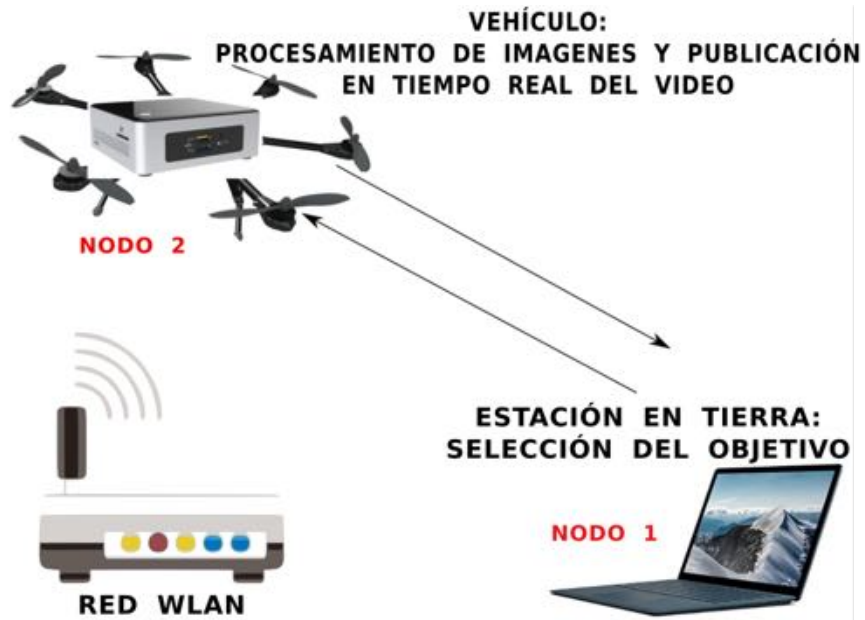 VEHÍCULO:
PROCESAMIENTO DE IMAGENES Y PUBLICACIÓN
EN TIEMPO REAL DEL VIDEO
NODO 2
ESTACIÓN EN TIERRA:
SELECCIÓN DEL OBJETIVO
NODO 1
RED WLAN